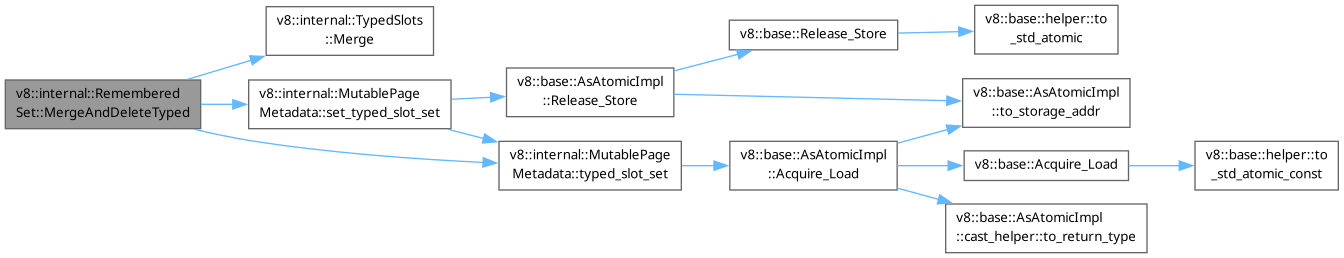 v8::internal::Remembered
Set::MergeAndDeleteTyped
v8::internal::TypedSlots
::Merge
v8::internal::MutablePage
Metadata::set_typed_slot_set
v8::base::AsAtomicImpl
::Release_Store
v8::internal::MutablePage
Metadata::typed_slot_set
v8::base::Release_Store
v8::base::AsAtomicImpl
::Acquire_Load
v8::base::helper::to
_std_atomic
v8::base::AsAtomicImpl
::to_storage_addr
v8::base::Acquire_Load
v8::base::AsAtomicImpl
::cast_helper::to_return_type
v8::base::helper::to
_std_atomic_const